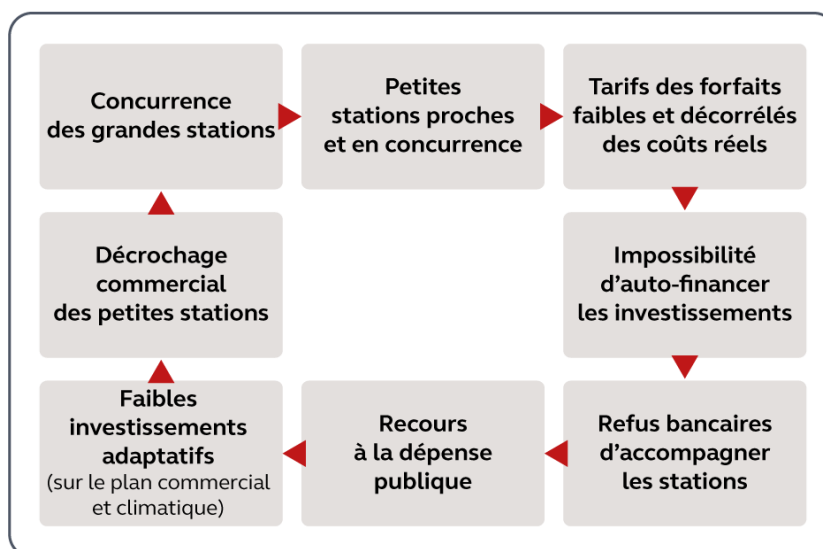 Concurrence
des grandes stations
Petites
stations proches
et en concurrence
Tarifs des forfaits
faibles et décorrélés
des coûts réels
Décrochage
commercial
des petites stations
Impossibilité
d'auto-financer
les investissements
Faibles
investissements
adaptatifs
(sur le plan commercial
et climatique)
Recours
à la dépense
publique
Refus bancaires
d'accompagner
les stations